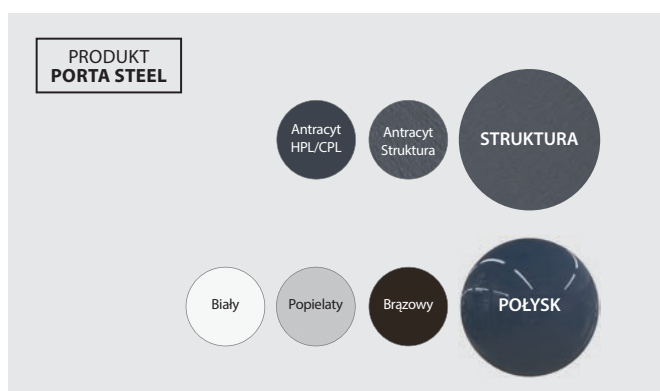 PRODUKT
PORTA STEEL
Antracyt
HPL/CPL
Antracyt
Struktura
STRUKTURA
Biały
Popielaty
Brązowy
POŁYSK